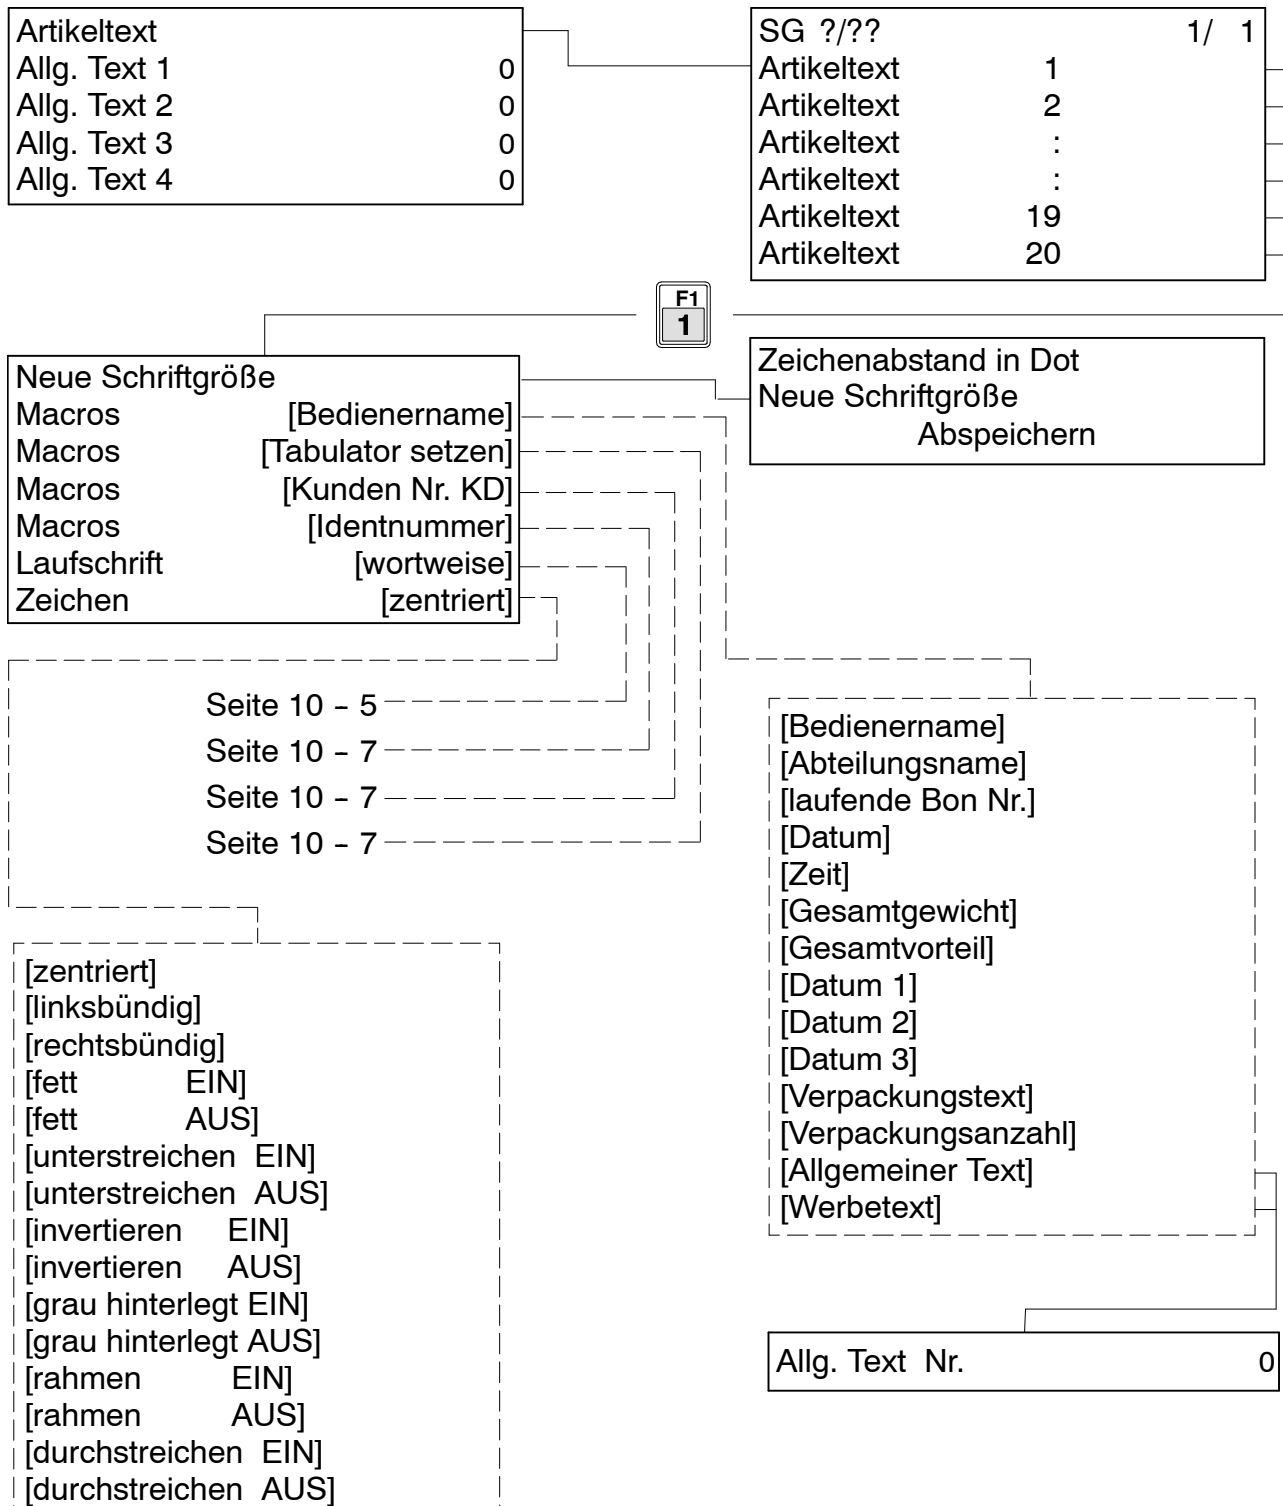 Artikeltext
Allg. Text 1 0
Allg. Text 2 0
Allg. Text 3 0
Allg. Text 4 0
SG ?/?? 1/ 1
Artikeltext 1
Artikeltext 2
Artikeltext :
Artikeltext :
Artikeltext 19
Artikeltext 20
F1
1
Neue Schriftgröße
Macros [Bedienername]
Macros [Tabulator setzen]
Macros [Kunden Nr. KD]
Macros [Identnummer]
Laufschrift [wortweise]
Zeichen [zentriert]
Zeichenabstand in Dot
Neue Schriftgröße
Abspeichern
Seite 10 - 5
Seite 10 - 7
Seite 10 - 7
Seite 10 - 7
[Bedienername]
[Abteilungsname]
[laufende Bon Nr.]
[Datum]
[Zeit]
[Gesamtgewicht]
[Gesamtvorteil]
[Datum 1]
[Datum 2]
[Datum 3]
[Verpackungstext]
[Verpackungsanzahl]
[Allgemeiner Text]
[Werbetext]
Allg. Text Nr. 0
[zentriert]
[linksbündig]
[rechtsbündig]
[fett EIN]
[fett AUS]
[unterstreichen EIN]
[unterstreichen AUS]
[invertieren EIN]
[invertieren AUS]
[grau hinterlegt EIN]
[grau hinterlegt AUS]
[rahmen EIN]
[rahmen AUS]
[durchstreichen EIN]
[durchstreichen AUS]